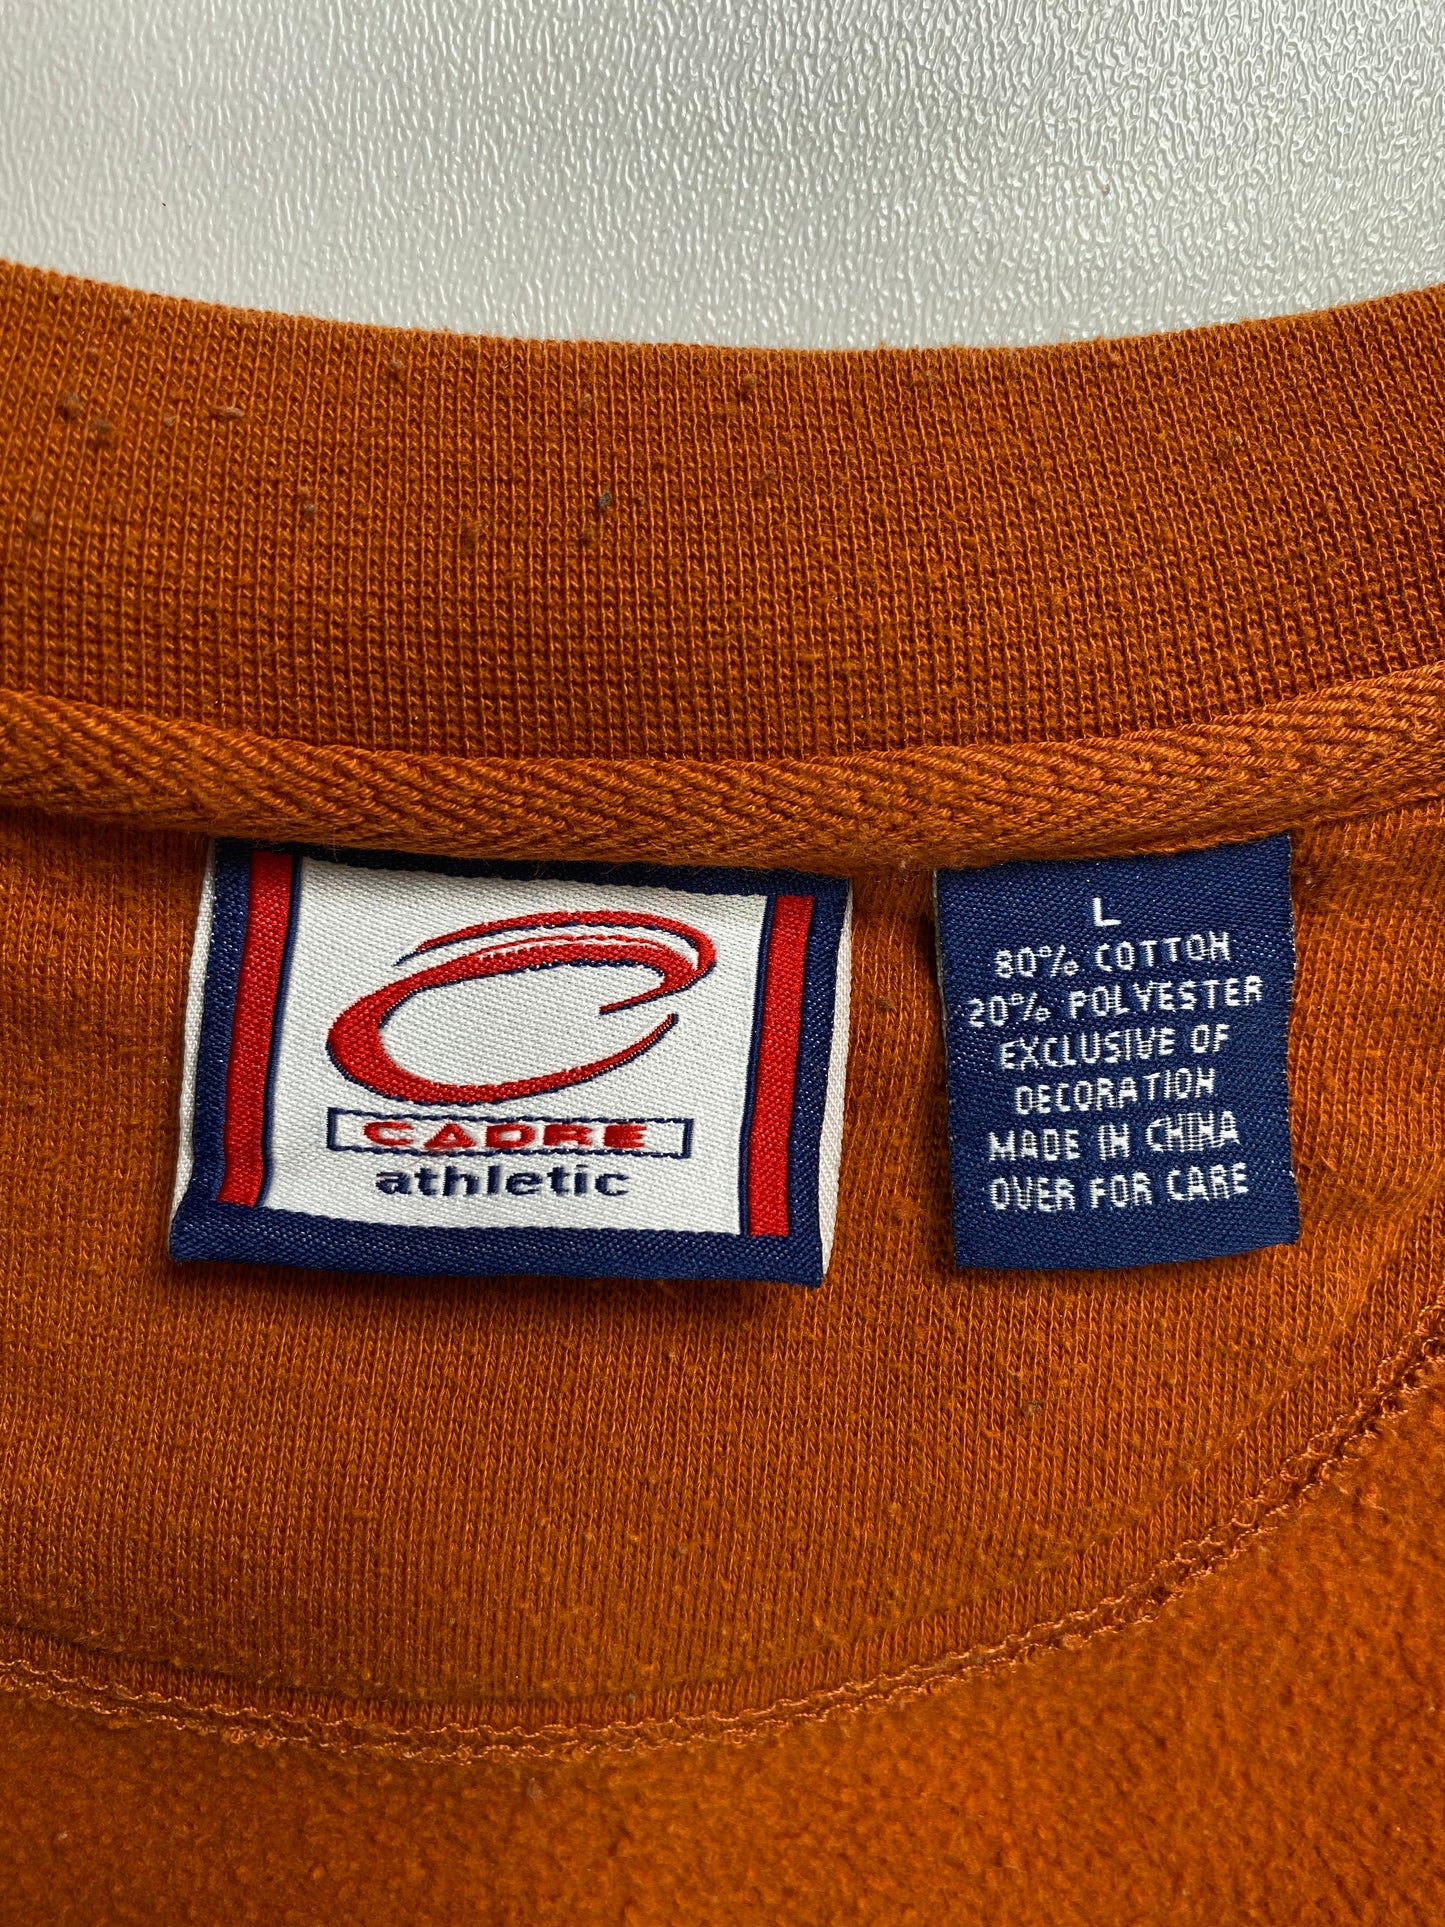 CADRE
athletic
L
80% COTTON
20% POLYESTER
EXCLUSIVE OF
DECORATION
MADE IN CHINA
OVER FOR CARE